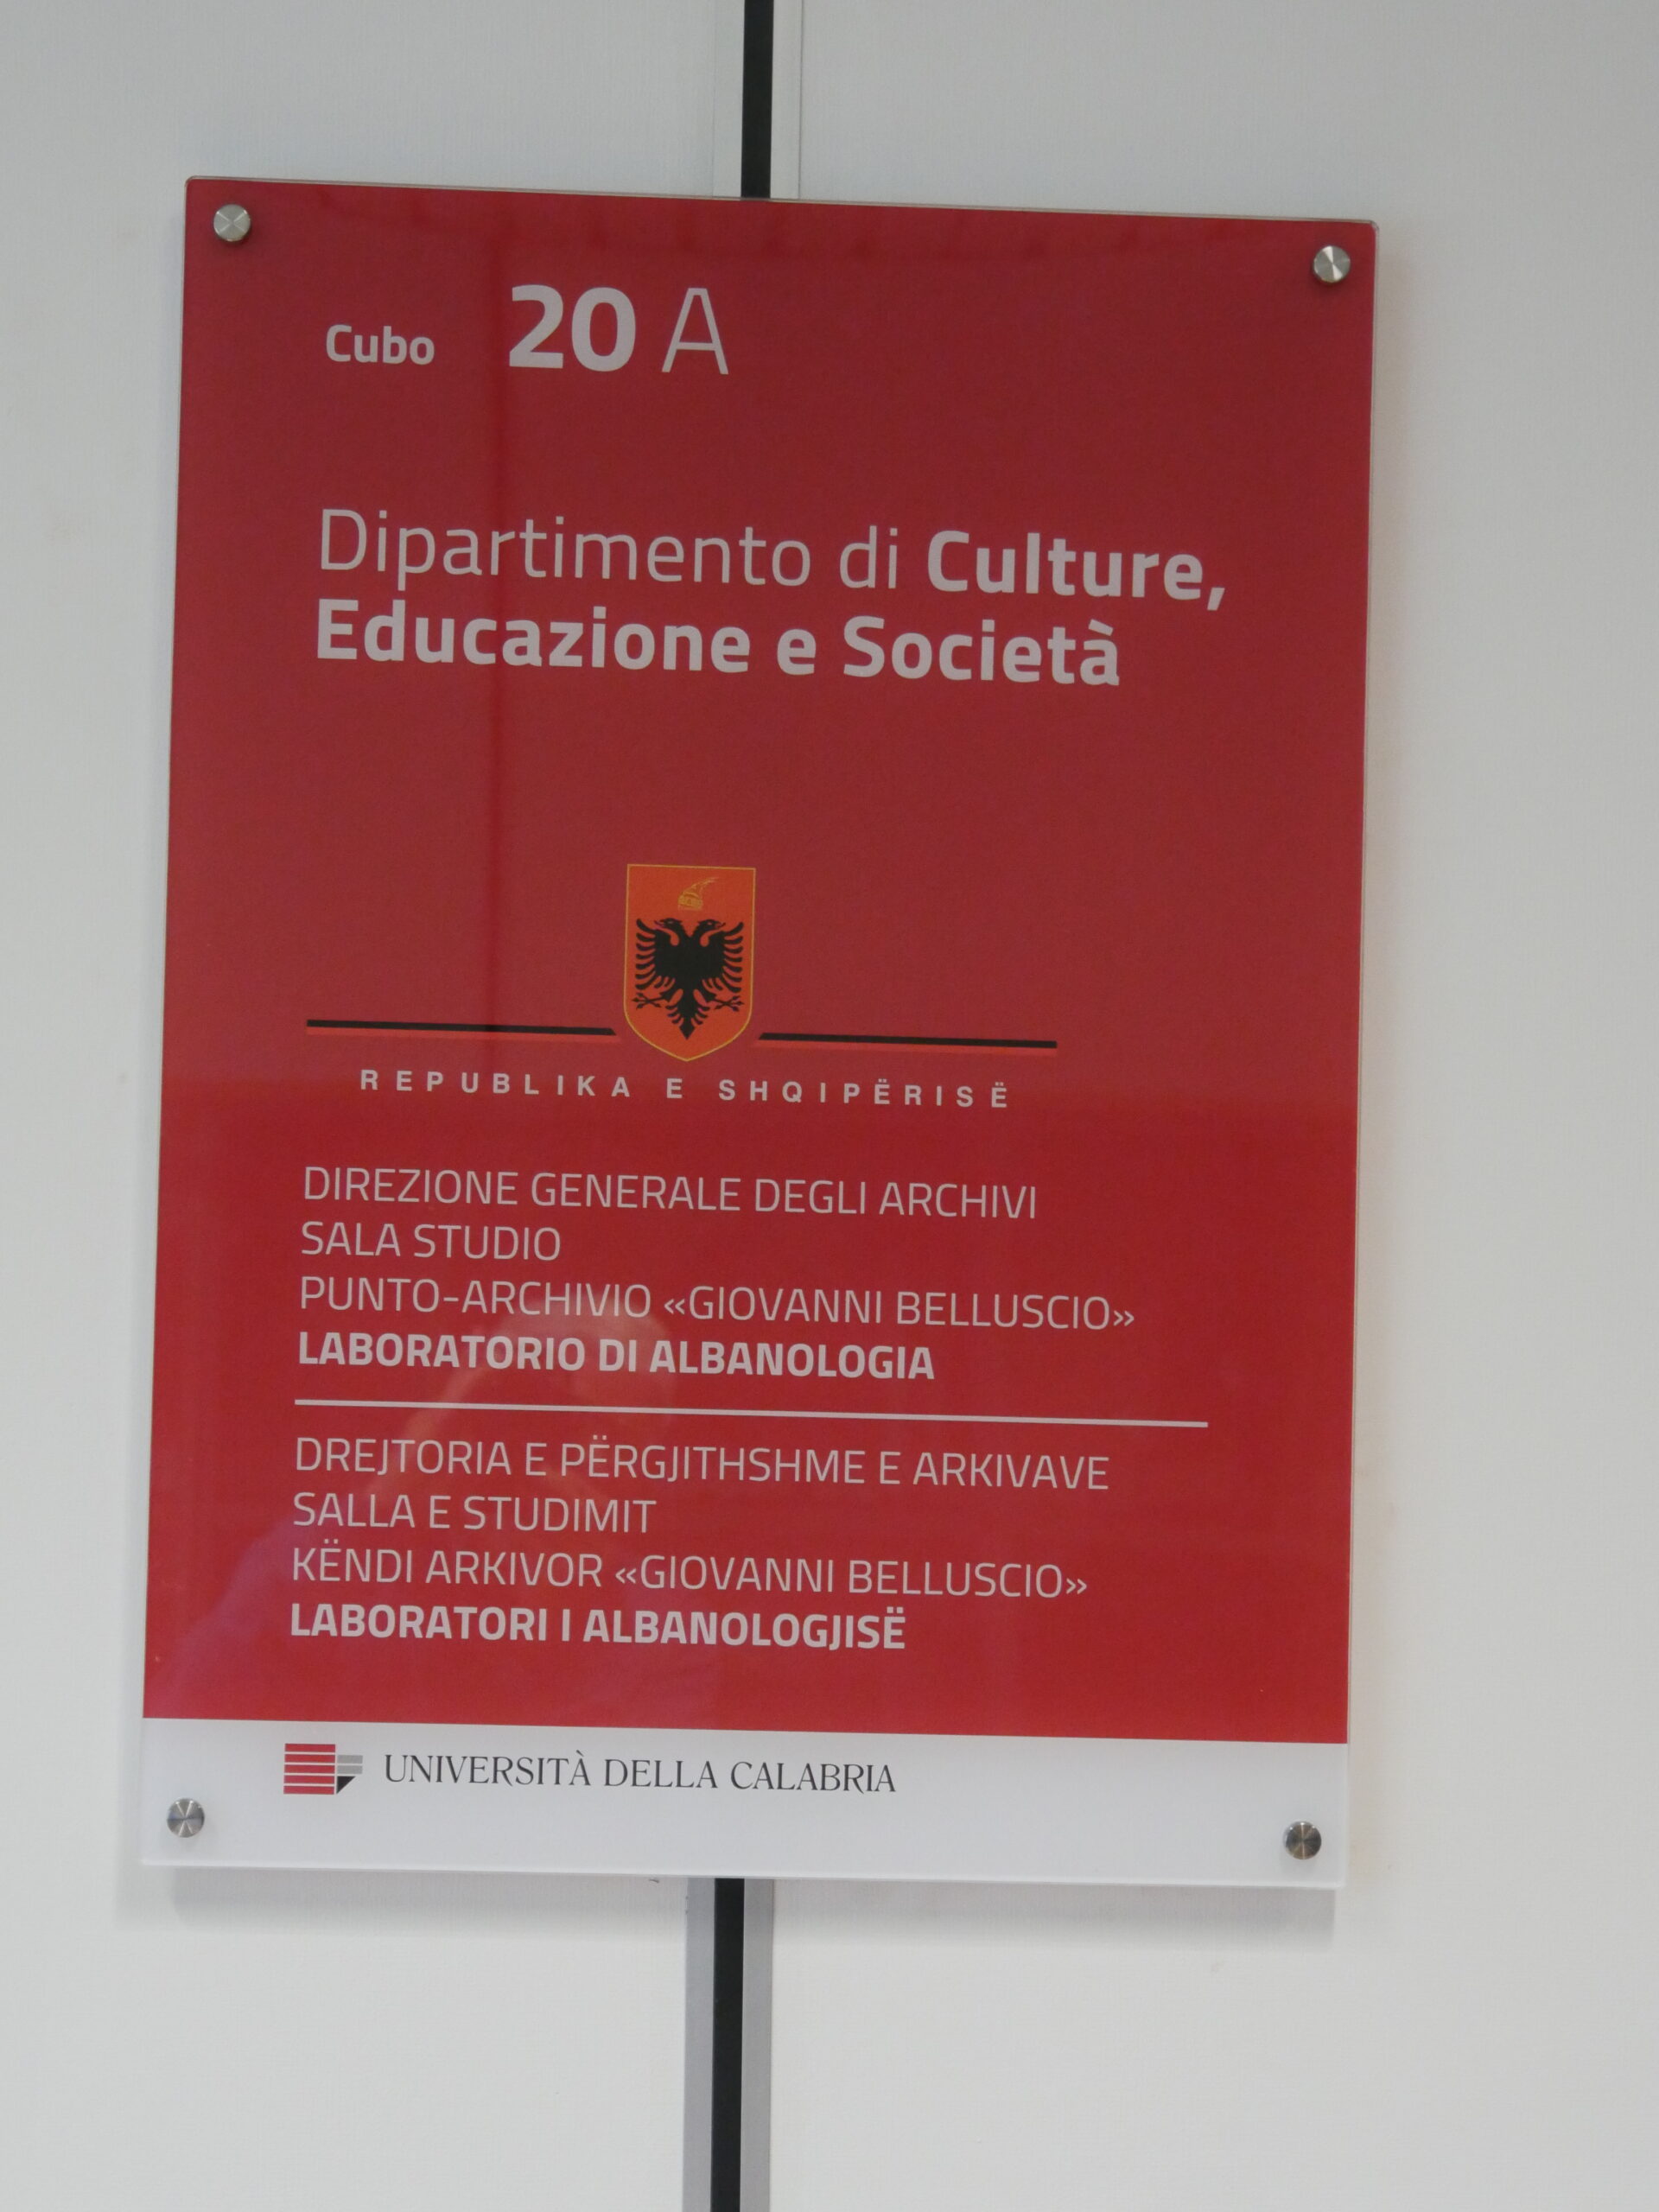 Cubo 20 A
Dipartimento di Culture,
Educazione e Società
REPUBLIKA E SHQIPËRISË
DIREZIONE GENERALE DEGLI ARCHIVI
SALA STUDIO
PUNTO-ARCHIVIO «GIOVANNI BELLUSCIO»
LABORATORIO DI ALBANOLOGIA
DREJTORIA E PËRGJITHSHME E ARKIVAVE
SALLA E STUDIMIT
KËNDI ARKIVOR «GIOVANNI BELLUSCIO»
LABORATORI I ALBANOLOGJISË
UNIVERSITÀ DELLA CALABRIA